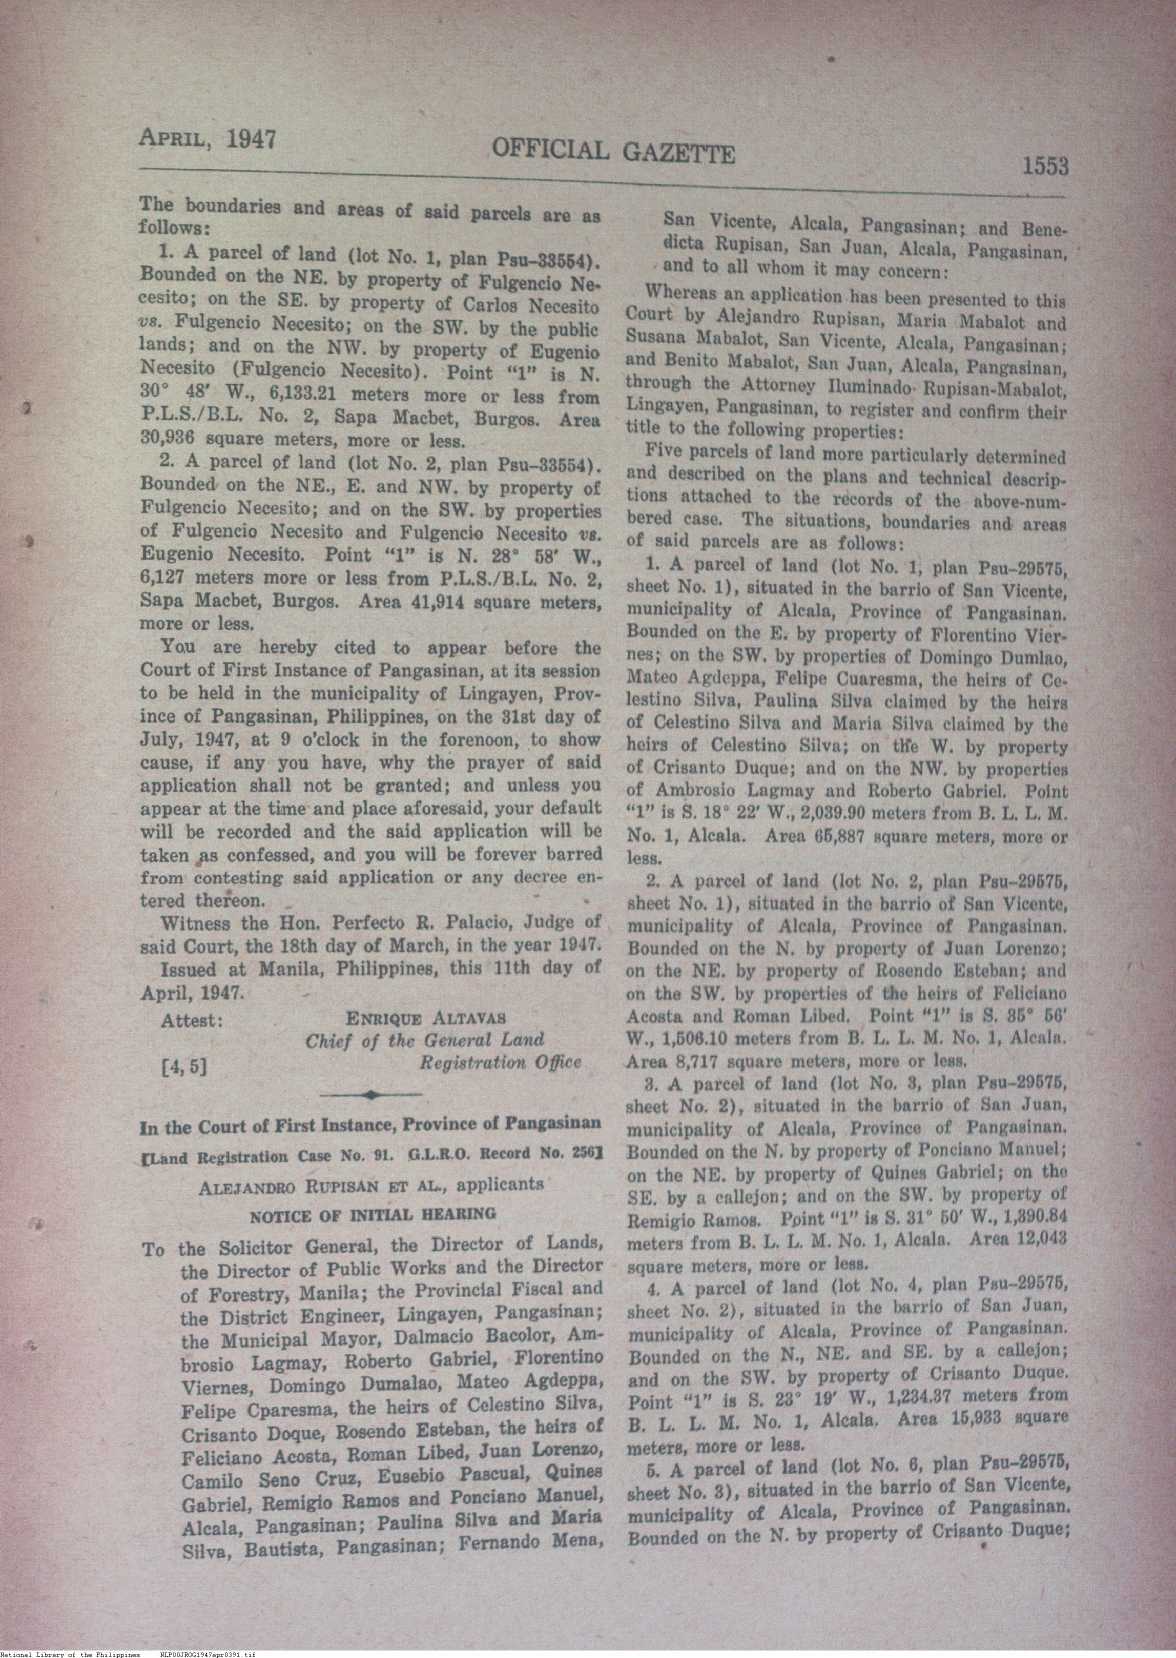 APRIL, 1947
OFFICIAL GAZETTE
1553
The boundaries and areas of said parcels are as
follows:
1. A parcel of land (lot No. 1, plan Psu–33554).
Bounded on the NE. by property of Fulgencio Ne-
cesito; on the SE. by property of Carlos Necesito
vs. Fulgencio Necesito; on the SW. by the public
lands; and on the NW. by property of Eugenio
Necesito (Fulgencio Necesito). Point “1” is N.
30° 48′ W., 6,133.21 meters more or less from
P.L.S./B.L. No. 2, Sapa Macbet, Burgos. Area
30,936 square meters, more or less.
2. A parcel of land (lot No. 2, plan Psu–33554).
Bounded on the NE., E. and NW. by property of
Fulgencio Necesito; and on the SW. by properties
of Fulgencio Necesito and Fulgencio Necesito vs.
Eugenio Necesito. Point “1” is N. 28° 58′ W.,
6,127 meters more or less from P.L.S./B.L. No. 2,
Sapa Macbet, Burgos. Area 41,914 square meters,
more or less.
You are hereby cited to appear before the
Court of First Instance of Pangasinan, at its session
to be held in the municipality of Lingayen, Prov-
ince of Pangasinan, Philippines, on the 31st day of
July, 1947, at 9 o’clock in the forenoon, to show
cause, if any you have, why the prayer of said
application shall not be granted; and unless you
appear at the time and place aforesaid, your default
will be recorded and the said application will be
taken as confessed, and you will be forever barred
from contesting said application or any decree en-
tered thereon.
Witness the Hon. Perfecto R. Palacio, Judge of
said Court, the 18th day of March, in the year 1947.
Issued at Manila, Philippines, this 11th day of
April, 1947.
Attest: ENRIQUE ALTAVAS
Chief of the General Land
[4, 5] Registration Office
In the Court of First Instance, Province of Pangasinan
[Land Registration Case No. 91. G.L.R.O. Record No. 256]
ALEJANDRO RUPISAN ET AL., applicants
NOTICE OF INITIAL HEARING
To the Solicitor General, the Director of Lands,
the Director of Public Works and the Director
of Forestry, Manila; the Provincial Fiscal and
the District Engineer, Lingayen, Pangasinan;
the Municipal Mayor, Dalmacio Bacolor, Am-
brosio Lagmay, Roberto Gabriel, Florentino
Viernes, Domingo Dumalao, Mateo Agdeppa,
Felipe Cparesma, the heirs of Celestino Silva,
Crisanto Doque, Rosendo Esteban, the heirs of
Feliciano Acosta, Roman Libed, Juan Lorenzo,
Camilo Seno Cruz, Eusebio Pascual, Quines
Gabriel, Remigio Ramos and Ponciano Manuel,
Alcala, Pangasinan; Paulina Silva and Maria
Silva, Bautista, Pangasinan; Fernando Mena,
San Vicente, Alcala, Pangasinan; and Bene-
dicta Rupisan, San Juan, Alcala, Pangasinan,
and to all whom it may concern:
Whereas an application has been presented to this
Court by Alejandro Rupisan, Maria Mabalot and
Susana Mabalot, San Vicente, Alcala, Pangasinan;
and Benito Mabalot, San Juan, Alcala, Pangasinan,
through the Attorney Iluminado Rupisan-Mabalot,
Lingayen, Pangasinan, to register and confirm their
title to the following properties:
Five parcels of land more particularly determined
and described on the plans and technical descrip-
tions attached to the records of the above-num-
bered case. The situations, boundaries and areas
of said parcels are as follows:
1. A parcel of land (lot No. 1, plan Psu–29575,
sheet No. 1), situated in the barrio of San Vicente,
municipality of Alcala, Province of Pangasinan.
Bounded on the E. by property of Florentino Vier-
nes; on the SW. by properties of Domingo Dumlao,
Mateo Agdeppa, Felipe Cuaresma, the heirs of Ce-
lestino Silva, Paulina Silva claimed by the heirs
of Celestino Silva and Maria Silva claimed by the
heirs of Celestino Silva; on the W. by property
of Crisanto Duque; and on the NW. by properties
of Ambrosio Lagmay and Roberto Gabriel. Point
“1” is S. 18° 22′ W., 2,039.90 meters from B. L. L. M.
No. 1, Alcala. Area 65,887 square meters, more or
less.
2. A parcel of land (lot No. 2, plan Psu–29575,
sheet No. 1), situated in the barrio of San Vicente,
municipality of Alcala, Province of Pangasinan.
Bounded on the N. by property of Juan Lorenzo;
on the NE. by property of Rosendo Esteban; and
on the SW. by properties of the heirs of Feliciano
Acosta and Roman Libed. Point “1” is S. 35° 56′
W., 1,506.10 meters from B. L. L. M. No. 1, Alcala.
Area 8,717 square meters, more or less.
3. A parcel of land (lot No. 3, plan Psu–29575,
sheet No. 2), situated in the barrio of San Juan,
municipality of Alcala, Province of Pangasinan.
Bounded on the N. by property of Ponciano Manuel;
on the NE. by property of Quines Gabriel; on the
SE. by a callejon; and on the SW. by property of
Remigio Ramos. Point “1” is S. 31° 50′ W., 1,390.84
meters from B. L. L. M. No. 1, Alcala. Area 12,043
square meters, more or less.
4. A parcel of land (lot No. 4, plan Psu–29575,
sheet No. 2), situated in the barrio of San Juan,
municipality of Alcala, Province of Pangasinan.
Bounded on the N., NE. and SE. by a callejon;
and on the SW. by property of Crisanto Duque.
Point “1” is S. 23° 19′ W., 1,234.37 meters from
B. L. L. M. No. 1, Alcala. Area 15,933 square
meters, more or less.
5. A parcel of land (lot No. 6, plan Psu–29575,
sheet No. 3), situated in the barrio of San Vicente,
municipality of Alcala, Province of Pangasinan.
Bounded on the N. by property of Crisanto Duque;
National Library of the Philippines NLP00JROG1947apr0391.tif